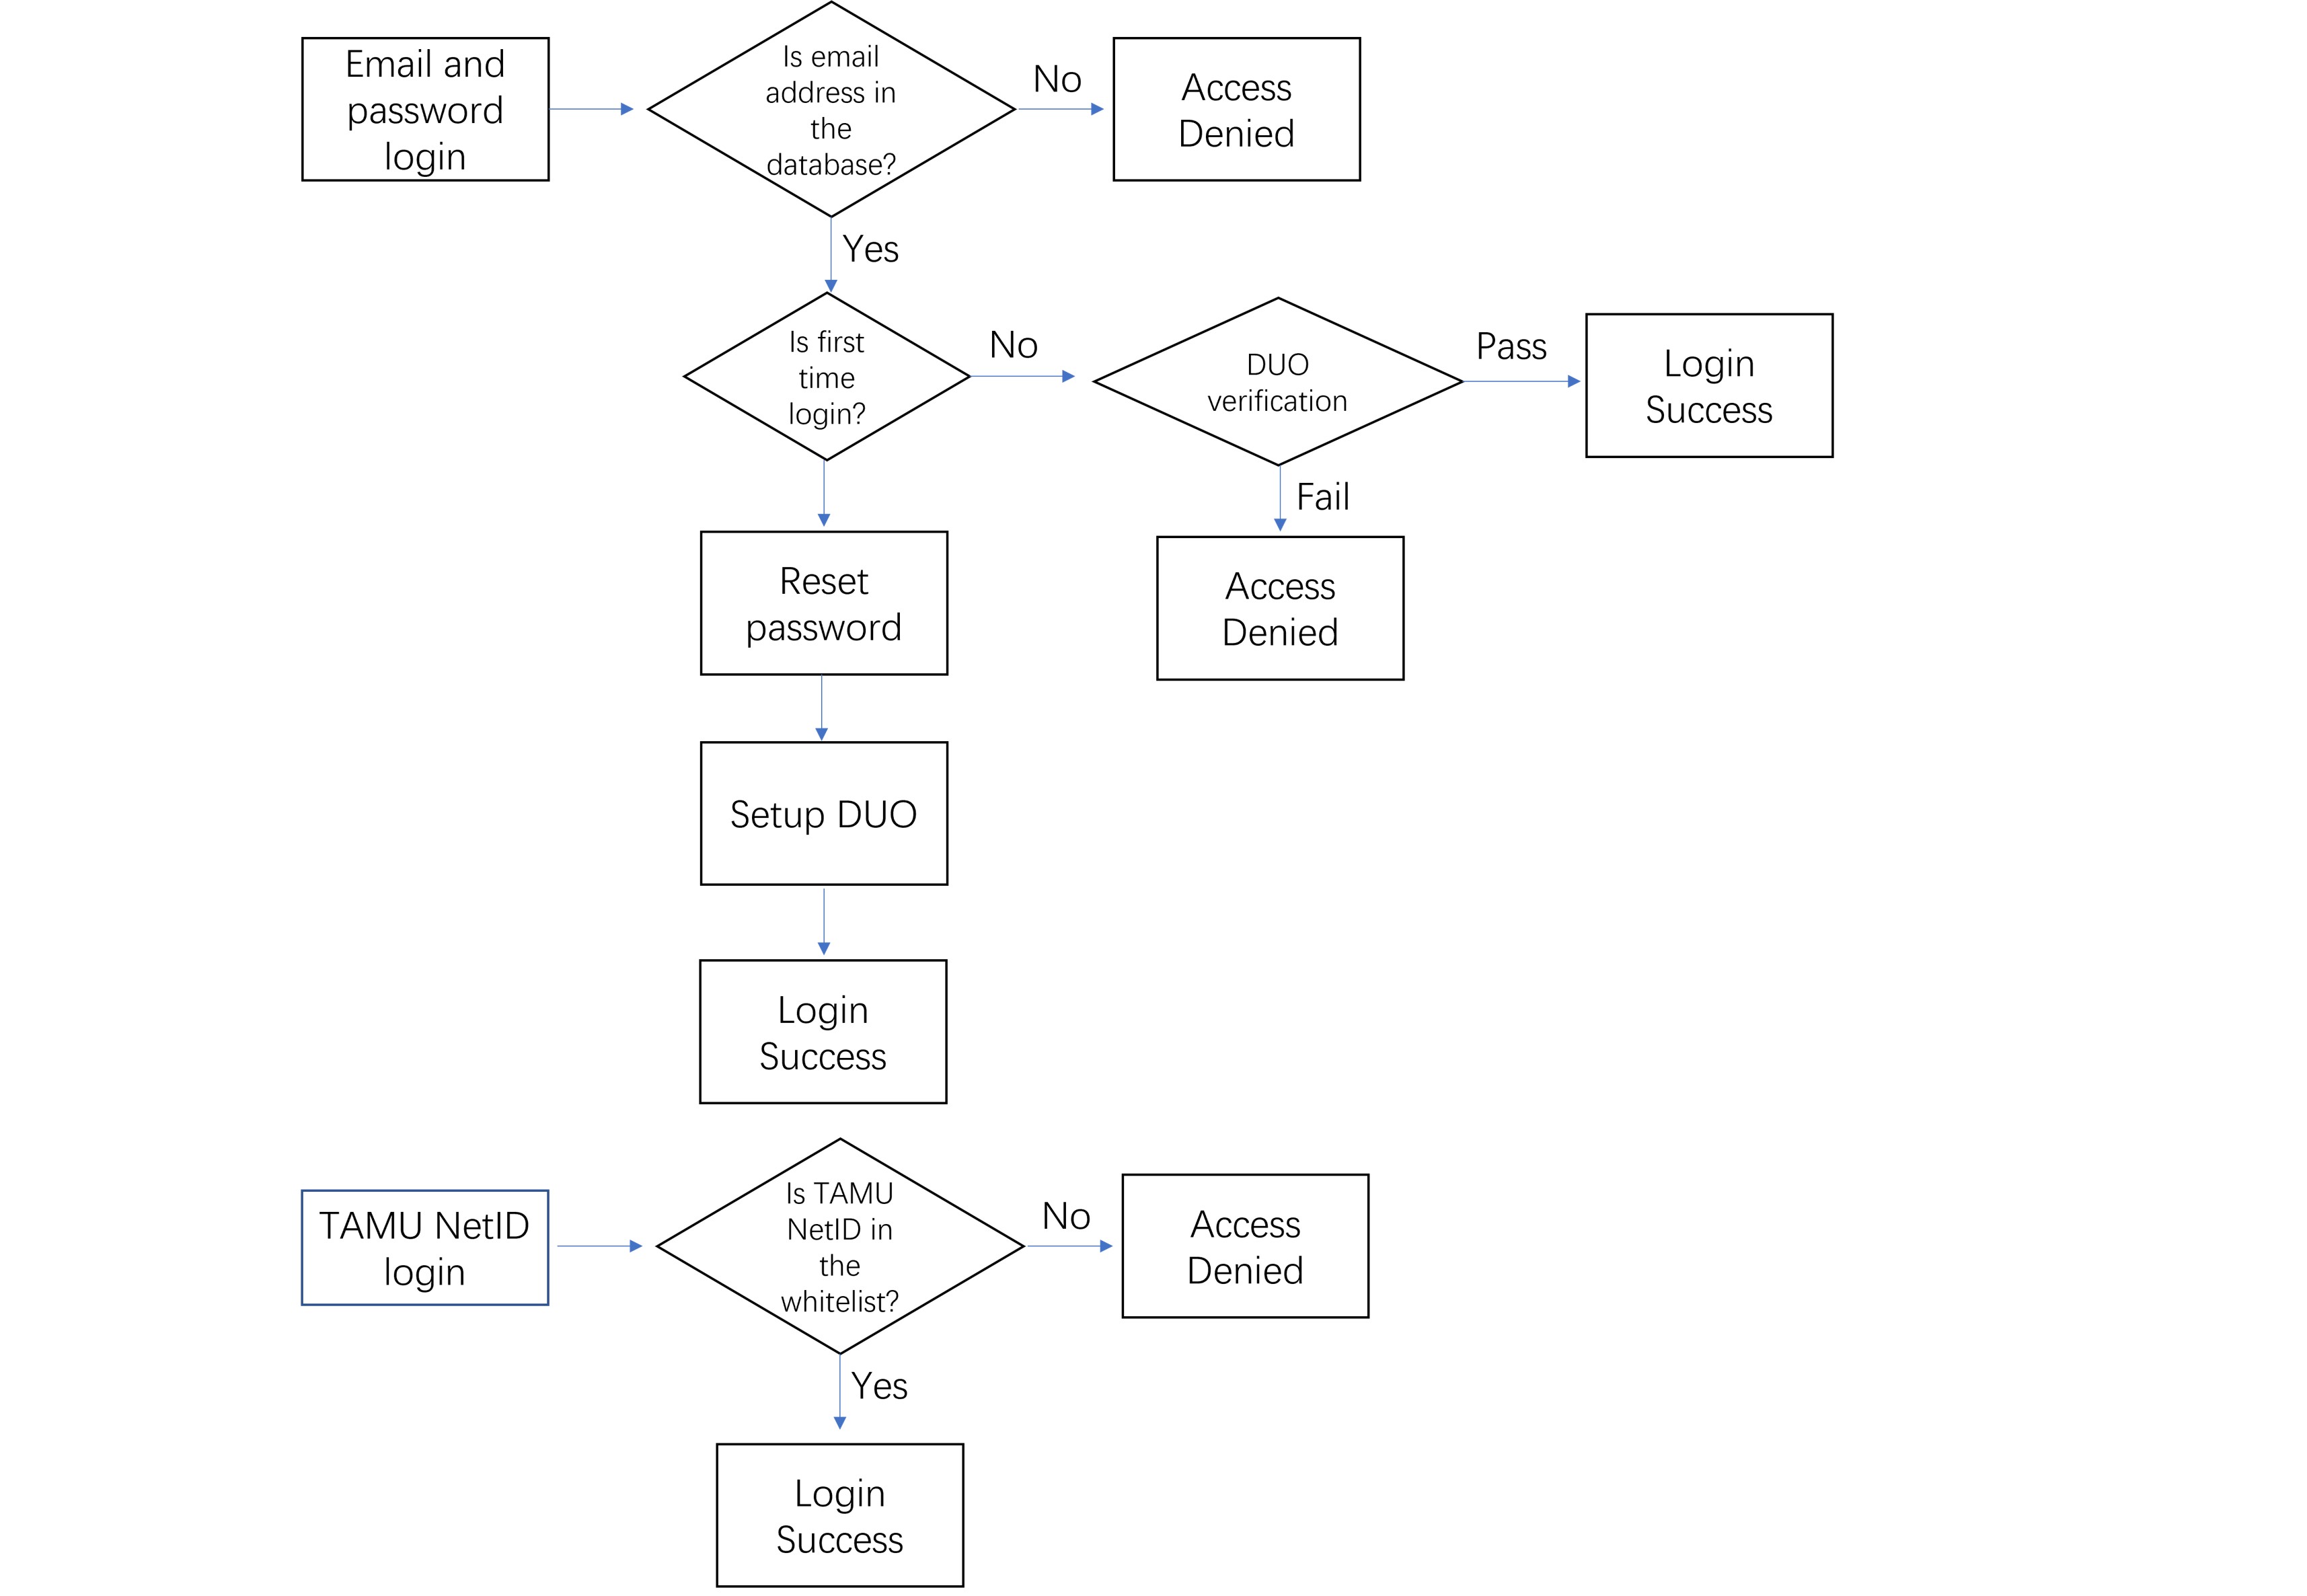 Email and
password
login
Is email
address in
the
database?
No
Access
Denied
Yes
Is first
time
login?
No
DUO
verification
Pass
Login
Success
Fail
Reset
password
Access
Denied
Setup DUO
Login
Success
TAMU NetID
login
Is TAMU
NetID in
the
whitelist?
No
Access
Denied
Yes
Login
Success